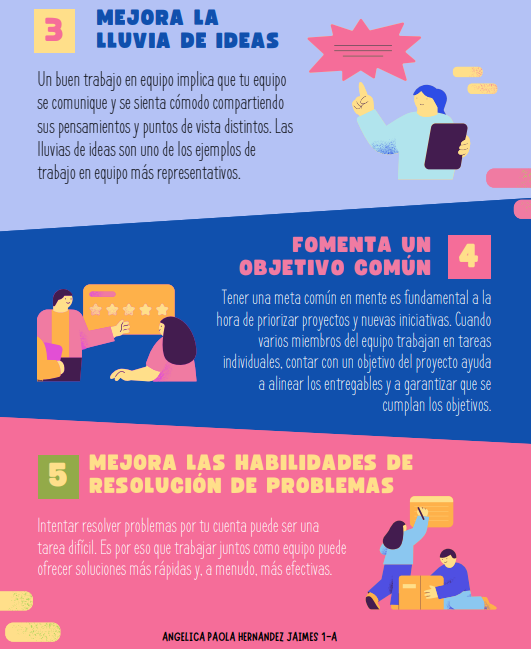 3
MEJORA LA
LLUVIA DE IDEAS
Un buen trabajo en equipo implica que tu equipo
se comunique y se sienta cómodo compartiendo
sus pensamientos y puntos de vista distintos. Las
lluvias de ideas son uno de los ejemplos de
trabajo en equipo más representativos.
FOMENTA UN
OBJETIVO COMÚN
4
Tener una meta común en mente es fundamental a la
hora de priorizar proyectos y nuevas iniciativas. Cuando
varios miembros del equipo trabajan en tareas
individuales, contar con un objetivo del proyecto ayuda
a alinear los entregables y a garantizar que se
cumplan los objetivos.
5
MEJORA LAS HABILIDADES DE
RESOLUCIÓN DE PROBLEMAS
Intentar resolver problemas por tu cuenta puede ser una
tarea difícil. Es por eso que trabajar juntos como equipo puede
ofrecer soluciones más rápidas y, a menudo, más efectivas.
ANGELICA PAOLA HERNANDEZ JAIMES 1-A